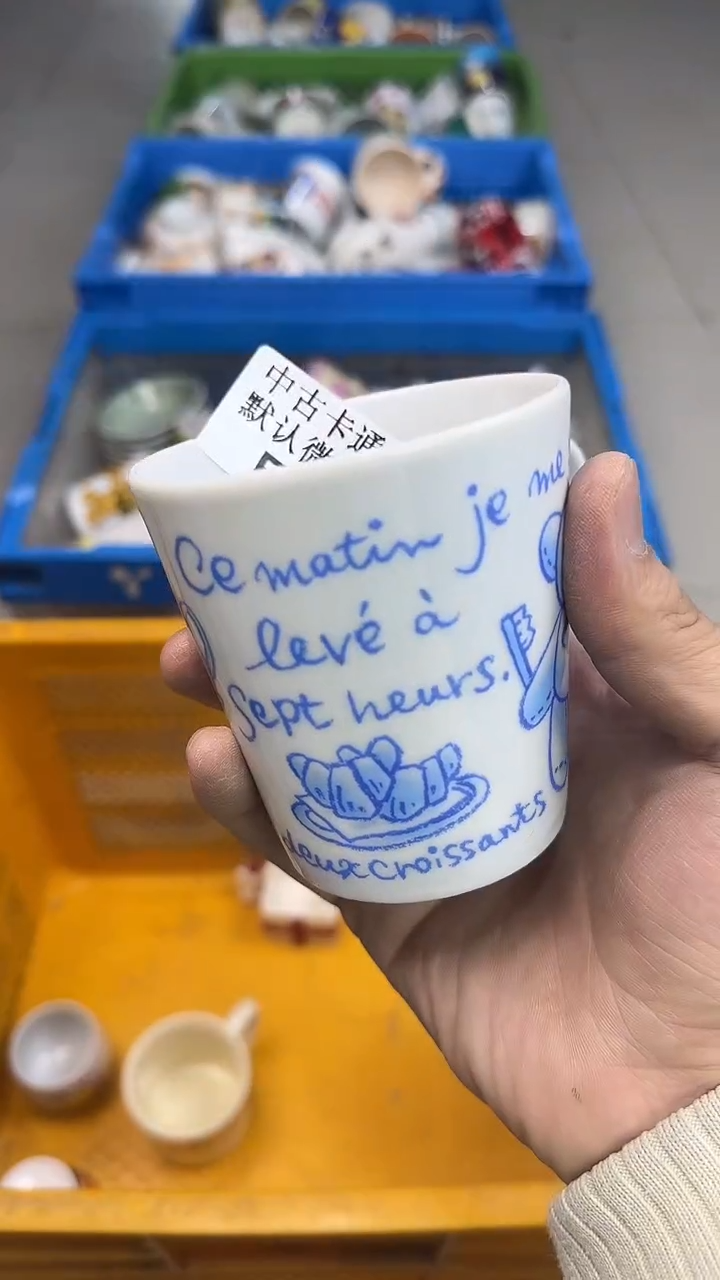 中古卡通
默认微
Ce matin je me
levé à
sept heurs.
deux croissants